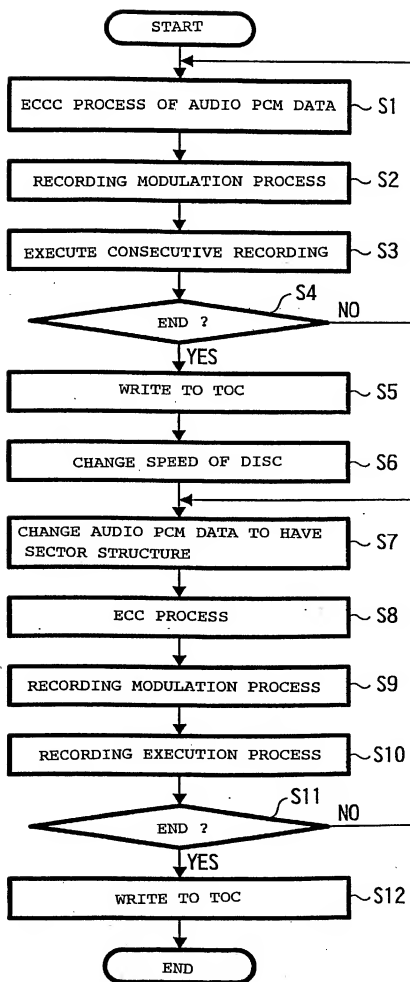 START
ECCC PROCESS OF AUDIO PCM DATA
S1
RECORDING MODULATION PROCESS
S2
EXECUTE CONSECUTIVE RECORDING
S3
S4
END ?
NO
YES
WRITE TO TOC
S5
CHANGE SPEED OF DISC
S6
CHANGE AUDIO PCM DATA TO HAVE
SECTOR STRUCTURE
S7
ECC PROCESS
S8
RECORDING MODULATION PROCESS
S9
RECORDING EXECUTION PROCESS
S10
S11
END ?
NO
YES
WRITE TO TOC
S12
END